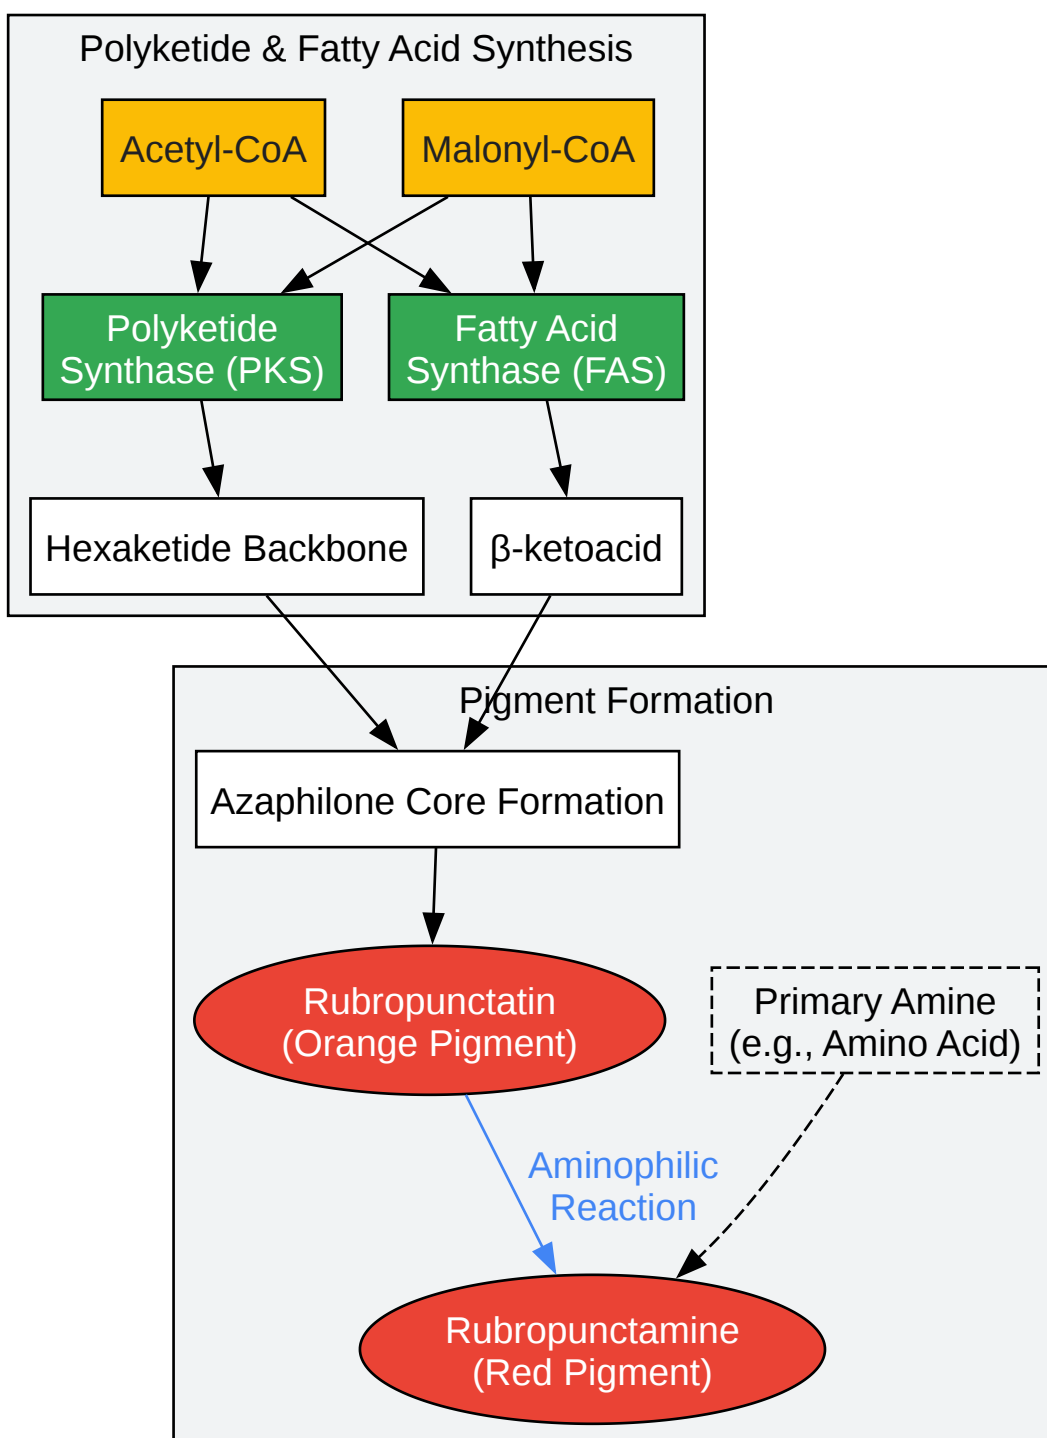 Polyketide & Fatty Acid Synthesis
Acetyl-CoA
Malonyl-CoA
Polyketide
Synthase (PKS)
Fatty Acid
Synthase (FAS)
Hexaketide Backbone
β-ketoacid
Pigment Formation
Azaphilone Core Formation
Rubropunctatin
(Orange Pigment)
Primary Amine
(e.g., Amino Acid)
Aminophilic
Reaction
Rubropunctamine
(Red Pigment)